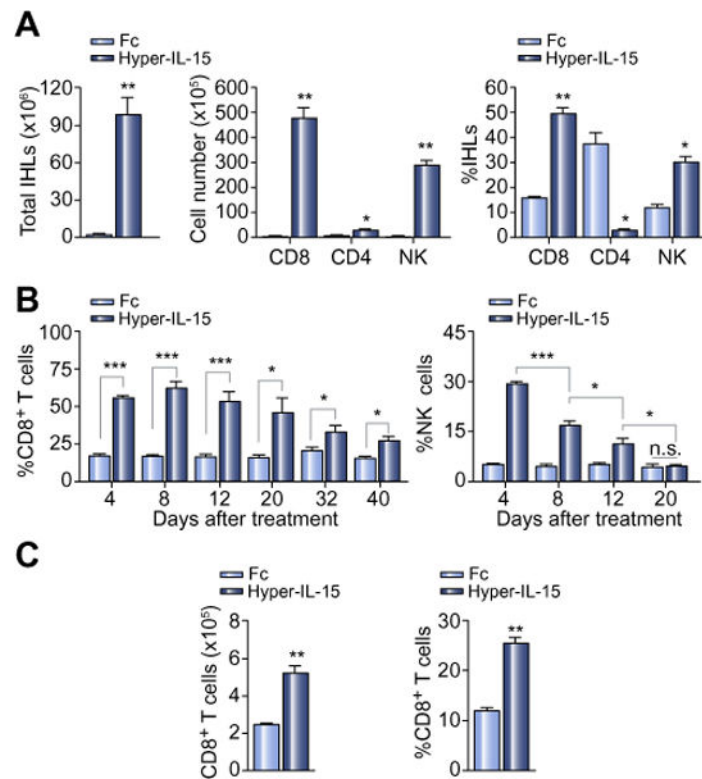 A
Fc
Hyper-IL-15
Total IHLs (x10⁶)
120
90
60
30
0
**
Cell number (x10⁵)
600
500
400
300
200
100
0
**
*
**
CD8
CD4
NK
Fc
Hyper-IL-15
%IHLs
60
50
40
30
20
10
0
**
*
*
CD8
CD4
NK
B
Fc
Hyper-IL-15
%CD8⁺ T cells
100
75
50
25
0
***
***
***
*
*
*
4
8
12
20
32
40
Days after treatment
Fc
Hyper-IL-15
%NK cells
45
30
15
0
***
*
*
n.s.
4
8
12
20
Days after treatment
C
Fc
Hyper-IL-15
CD8⁺ T cells (x10⁵)
8
6
4
2
0
**
Fc
Hyper-IL-15
%CD8⁺ T cells
30
20
10
0
**